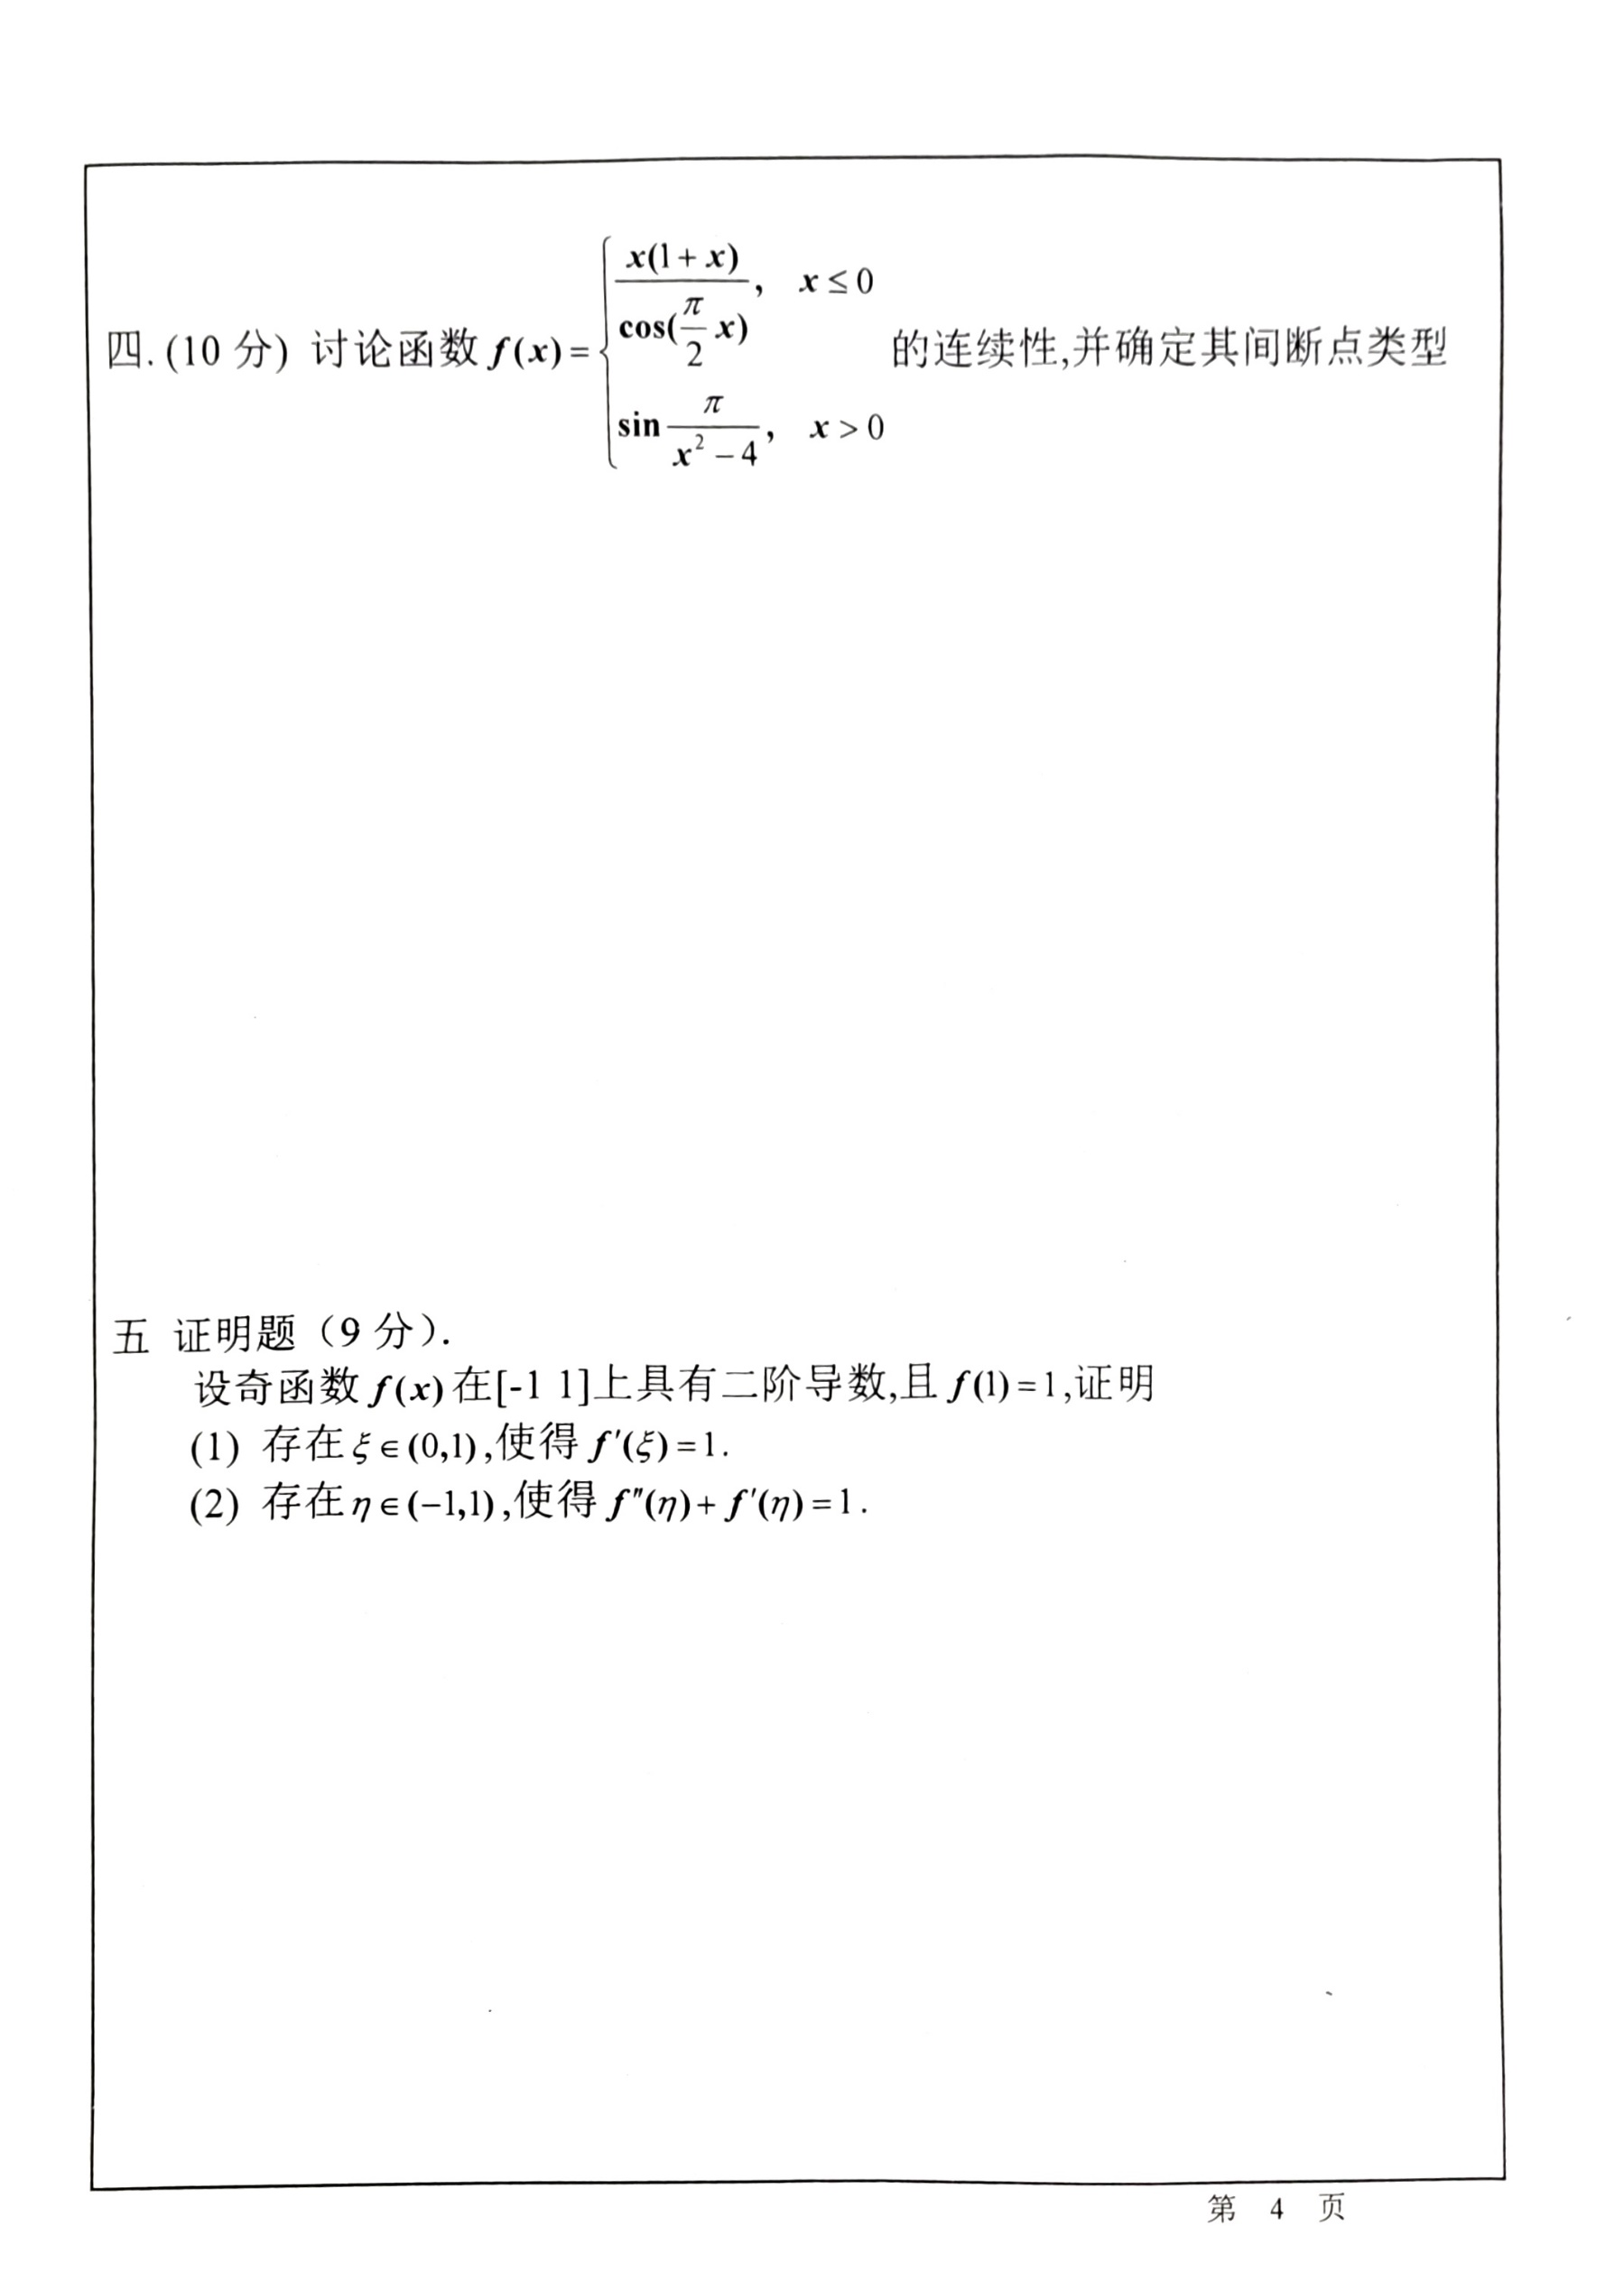 四.(10 分) 讨论函数 f(x) = { x(1+x) / cos(π/2 x), x ≤ 0 ; sin π/(x² − 4), x > 0 的连续性,并确定其间断点类型
五 证明题（9 分）.
设奇函数 f(x) 在[-1 1]上具有二阶导数,且 f(1) = 1,证明
(1) 存在 ξ ∈ (0,1),使得 f′(ξ) = 1.
(2) 存在 η ∈ (−1,1),使得 f″(η) + f′(η) = 1.
第 4 页